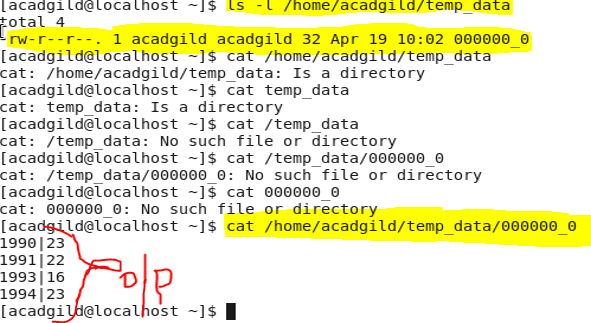 [acadgild@localhost ~]$ ls -l /home/acadgild/temp_data
total 4
-rw-r--r--. 1 acadgild acadgild 32 Apr 19 10:02 000000_0
[acadgild@localhost ~]$ cat /home/acadgild/temp_data
cat: /home/acadgild/temp_data: Is a directory
[acadgild@localhost ~]$ cat temp_data
cat: temp_data: Is a directory
[acadgild@localhost ~]$ cat /temp_data
cat: /temp_data: No such file or directory
[acadgild@localhost ~]$ cat /temp_data/000000_0
cat: /temp_data/000000_0: No such file or directory
[acadgild@localhost ~]$ cat 000000_0
cat: 000000_0: No such file or directory
[acadgild@localhost ~]$ cat /home/acadgild/temp_data/000000_0
1990|23
1991|22
1993|16
1994|23
O|P
[acadgild@localhost ~]$